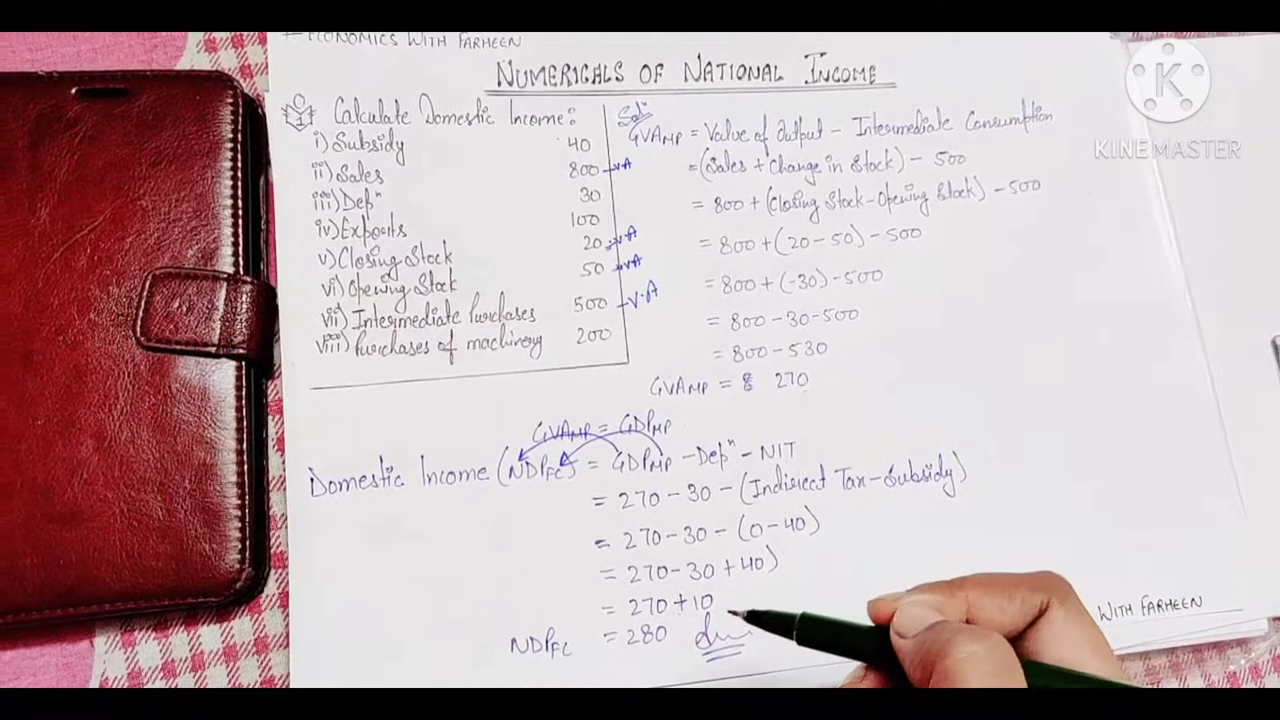 ECONOMICS WITH FARHEEN
NUMERICALS OF NATIONAL INCOME
Calculate Domestic Income:
i) Subsidy 40
ii) Sales 800 → V.A
iii) Depⁿ 30
iv) Exports 100
v) Closing Stock 20 → V.A
vi) Opening Stock 50 → V.A
vii) Intermediate Purchases 500 → V.A
viii) Purchases of machinery 200
Solⁿ
GVAMP = Value of Output - Intermediate Consumption
= (Sales + Change in Stock) - 500
= 800 + (Closing Stock - Opening Stock) - 500
= 800 + (20 - 50) - 500
= 800 + (-30) - 500
= 800 - 30 - 500
= 800 - 530
GVAMP = 270
GVAMP = GDPMP
Domestic Income (NDPFC) = GDPMP - Depⁿ - NIT
= 270 - 30 - (Indirect Tax - Subsidy)
= 270 - 30 - (0 - 40)
= 270 - 30 + 40)
= 270 + 10
NDPFC = 280
WITH FARHEEN
K
KINEMASTER